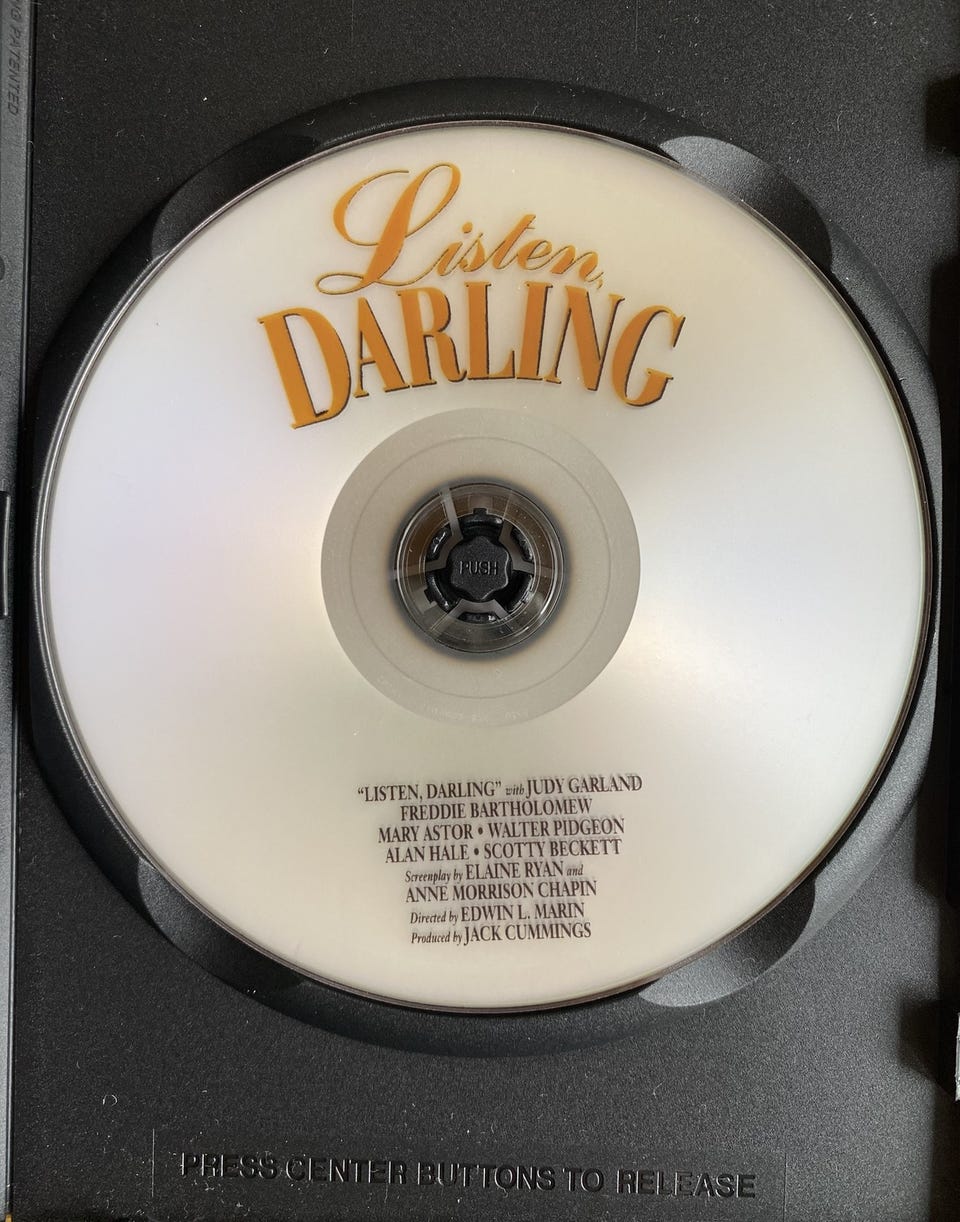 Listen,
DARLING
PUSH
"LISTEN, DARLING" with JUDY GARLAND
FREDDIE BARTHOLOMEW
MARY ASTOR • WALTER PIDGEON
ALAN HALE • SCOTTY BECKETT
Screenplay by ELAINE RYAN and
ANNE MORRISON CHAPIN
Directed by EDWIN L. MARIN
Produced by JACK CUMMINGS
PRESS CENTER BUTTONS TO RELEASE
PATENTED